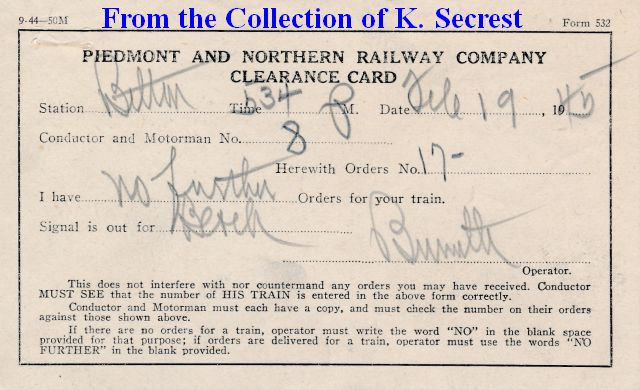 From the Collection of K. Secrest
9-44—50M Form 532
PIEDMONT AND NORTHERN RAILWAY COMPANY
CLEARANCE CARD
Station Belton Time 134 P M. Date Feb 19, 1945
Conductor and Motorman No. 8
Herewith Orders No. 17-
I have no further Orders for your train.
Signal is out for
Operator.
This does not interfere with nor countermand any orders you may have received. Conductor
MUST SEE that the number of HIS TRAIN is entered in the above form correctly.
Conductor and Motorman must each have a copy, and must check the number on their orders
against those shown above.
If there are no orders for a train, operator must write the word "NO" in the blank space
provided for that purpose; if orders are delivered for a train, operator must use the words "NO
FURTHER" in the blank provided.